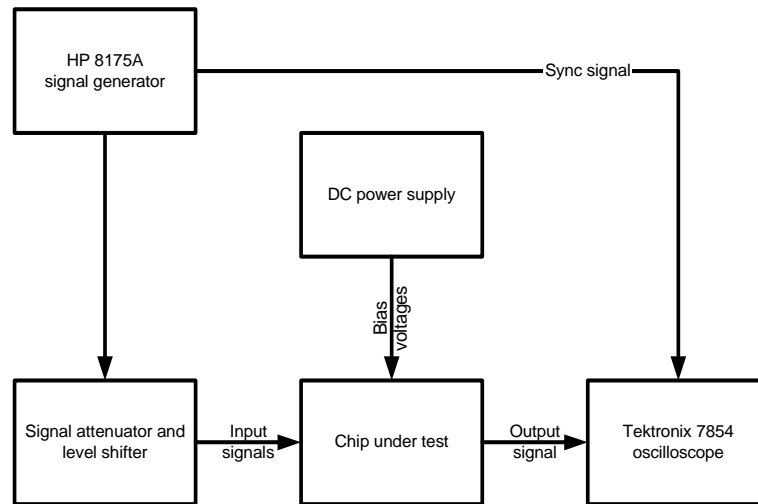 HP 8175A
signal generator
Sync signal
DC power supply
Bias
voltages
Signal attenuator and
level shifter
Input
signals
Chip under test
Output
signal
Tektronix 7854
oscilloscope